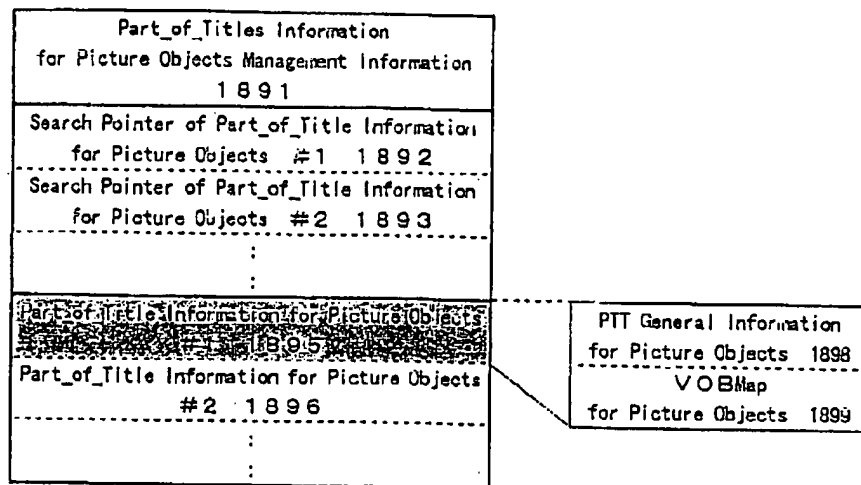 Part_of_Titles Information
for Picture Objects Management Information
1891
Search Pointer of Part_of_Title Information
for Picture Objects #1 1892
Search Pointer of Part_of_Title Information
for Picture Objects #2 1893
:
:
Part_of_Title Information for Picture Objects
#1 1895
Part_of_Title Information for Picture Objects
#2 1896
:
:
PTT General Information
for Picture Objects 1898
VOBMap
for Picture Objects 1899